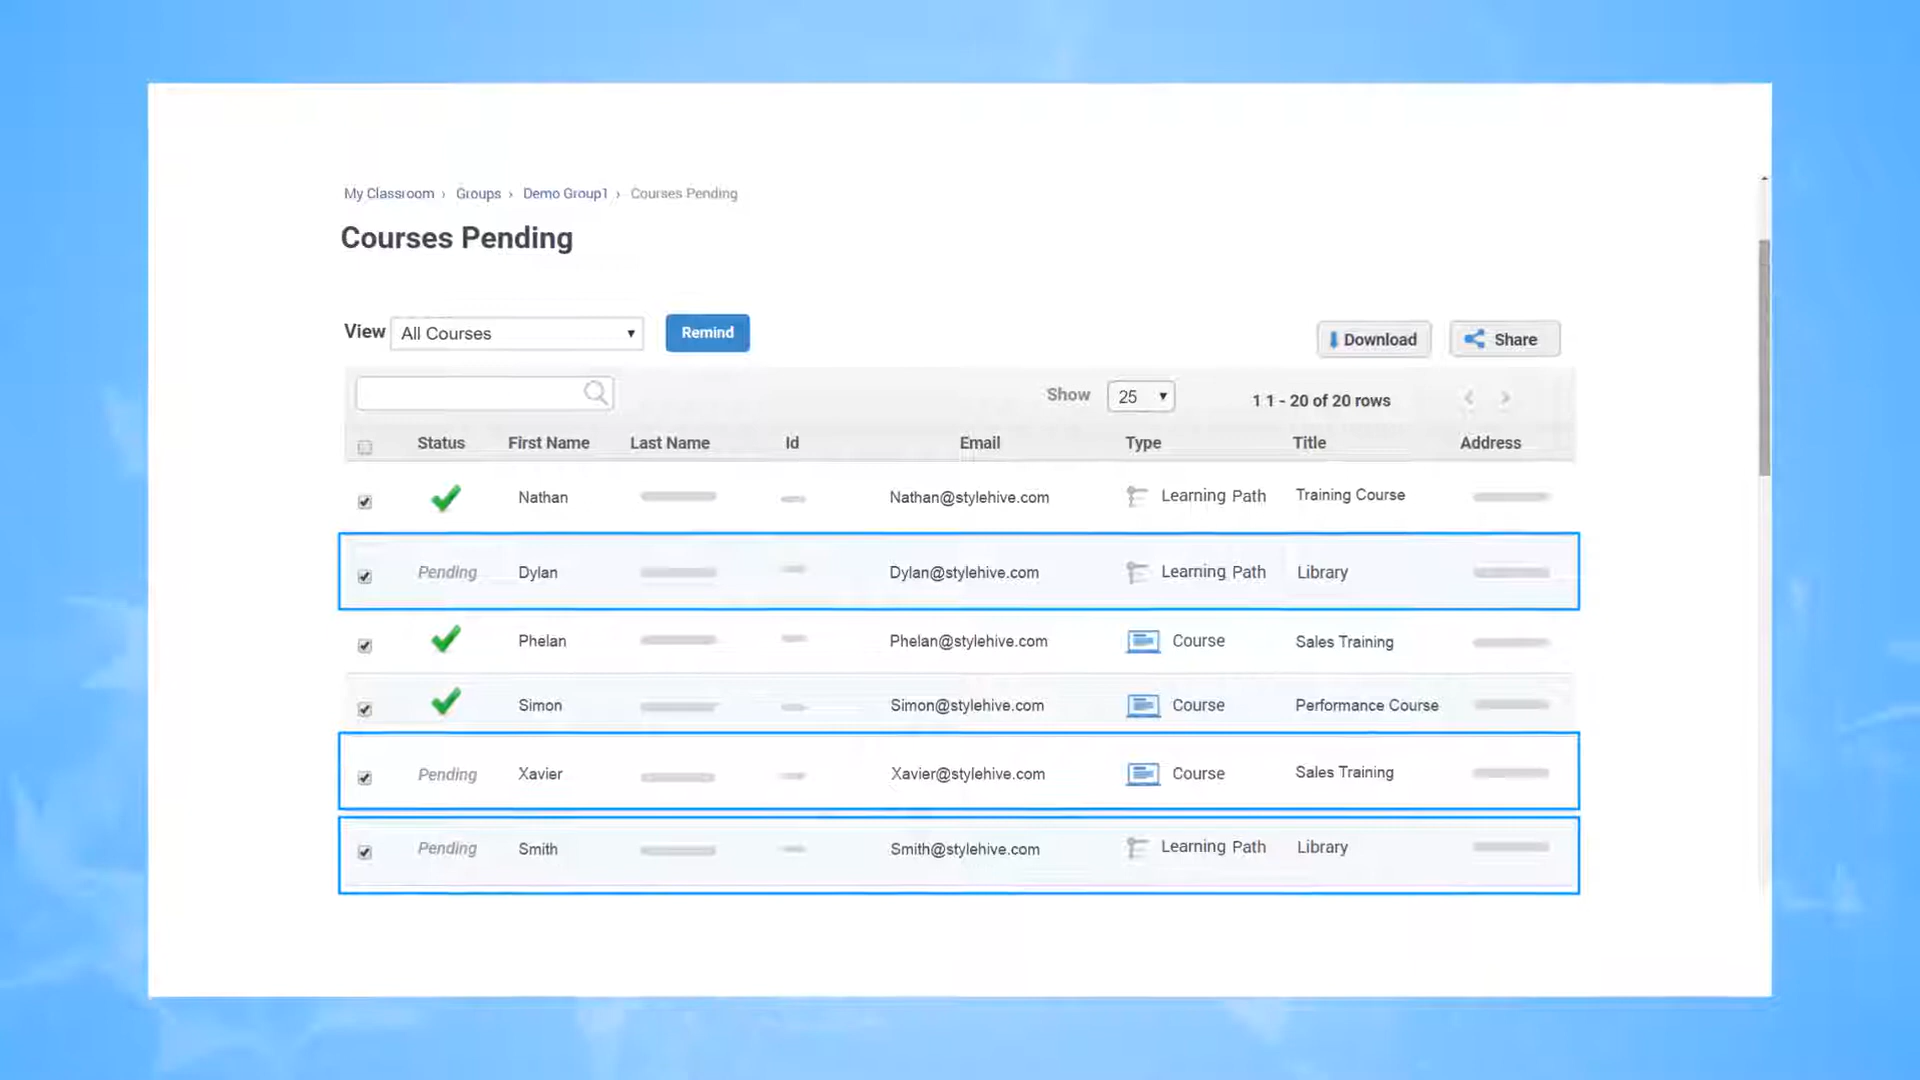 My Classroom › Groups › Demo Group1 › Courses Pending
Courses Pending
View All Courses Remind Download Share
Show 25 1 1 - 20 of 20 rows
Status First Name Last Name Id Email Type Title Address
Nathan Nathan@stylehive.com Learning Path Training Course
Pending Dylan Dylan@stylehive.com Learning Path Library
Phelan Phelan@stylehive.com Course Sales Training
Simon Simon@stylehive.com Course Performance Course
Pending Xavier Xavier@stylehive.com Course Sales Training
Pending Smith Smith@stylehive.com Learning Path Library